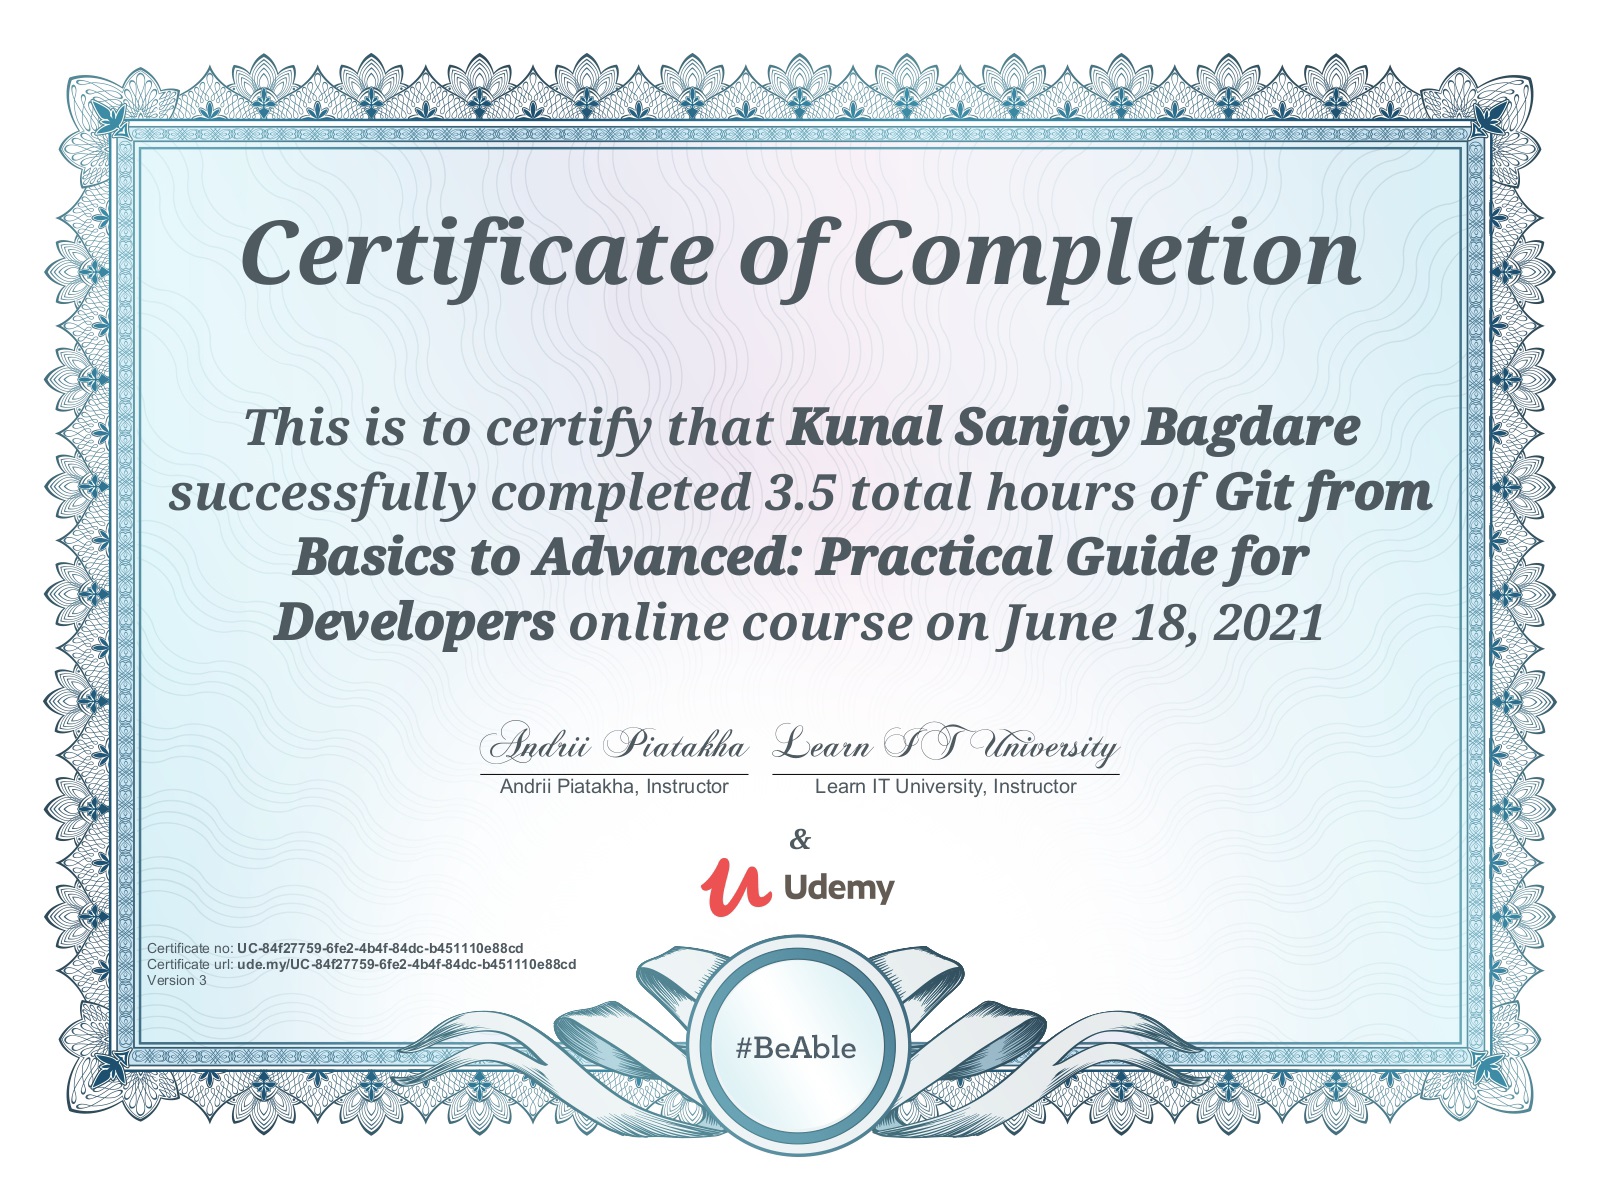 Certificate of Completion
This is to certify that Kunal Sanjay Bagdare
successfully completed 3.5 total hours of Git from
Basics to Advanced: Practical Guide for
Developers online course on June 18, 2021
Andrii Piatakha Learn IT University
Andrii Piatakha, Instructor Learn IT University, Instructor
&
Udemy
Certificate no: UC-84f27759-6fe2-4b4f-84dc-b451110e88cd
Certificate url: ude.my/UC-84f27759-6fe2-4b4f-84dc-b451110e88cd
Version 3
#BeAble